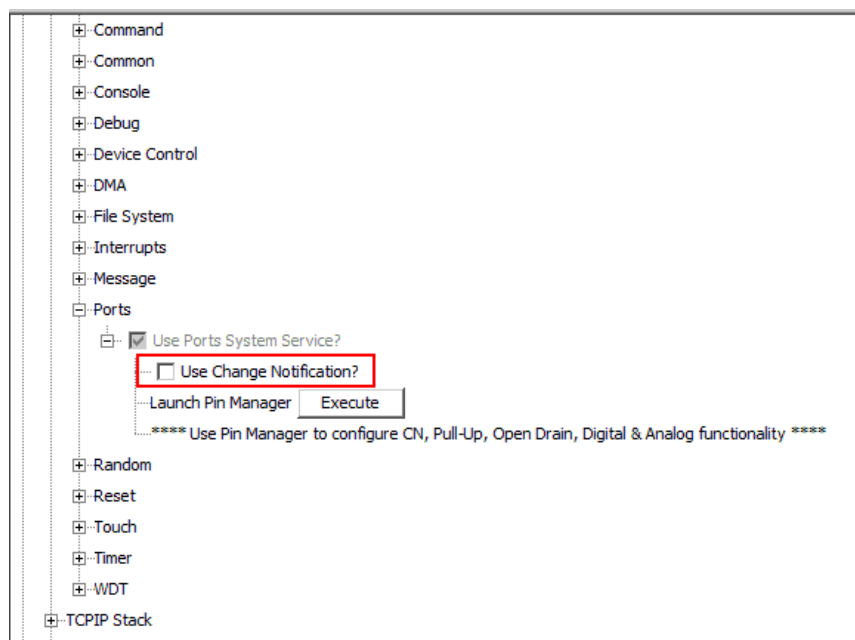 Command
Common
Console
Debug
Device Control
DMA
File System
Interrupts
Message
Ports
Use Ports System Service?
Use Change Notification?
Launch Pin Manager Execute
**** Use Pin Manager to configure CN, Pull-Up, Open Drain, Digital & Analog functionality ****
Random
Reset
Touch
Timer
WDT
TCPIP Stack